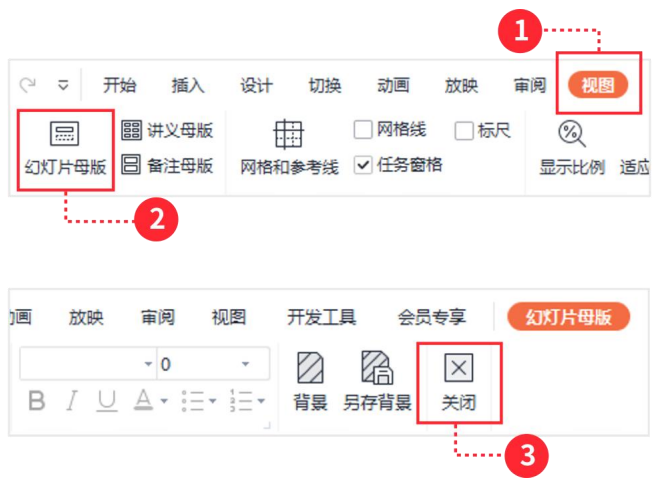 1
开始 插入 设计 切换 动画 放映 审阅 视图
讲义母版 网格线 标尺
幻灯片母版 备注母版 网格和参考线 任务窗格 显示比例 适应
2
画 放映 审阅 视图 开发工具 会员专享 幻灯片母版
0
B I U A 背景 另存背景 关闭
3